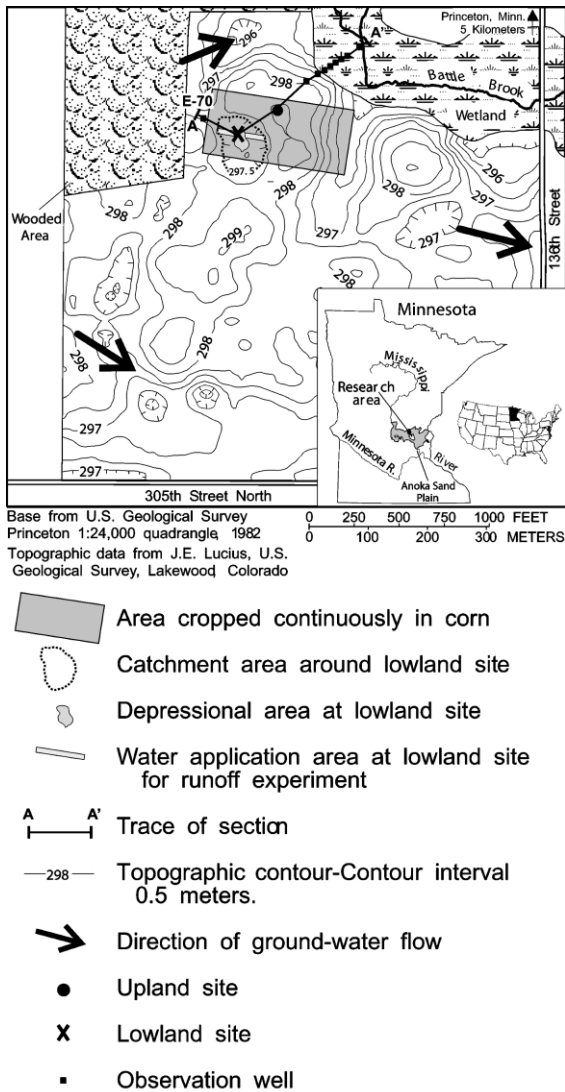 Princeton, Minn.
5 Kilometers
296
A'
297
298
Battle
Brook
E-70
Wetland
A
297.5
298
296
Wooded
Area
298
299
297
297
297
136th Street
298
298
297
297
305th Street North
Minnesota
Mississippi
Research
area
Minnesota R.
River
Anoka Sand
Plain
Base from U.S. Geological Survey
Princeton 1:24,000 quadrangle, 1982
Topographic data from J.E. Lucius, U.S.
Geological Survey, Lakewood, Colorado
0 250 500 750 1000 FEET
0 100 200 300 METERS
Area cropped continuously in corn
Catchment area around lowland site
Depressional area at lowland site
Water application area at lowland site
for runoff experiment
A A'
Trace of section
298
Topographic contour-Contour interval
0.5 meters.
Direction of ground-water flow
Upland site
Lowland site
Observation well